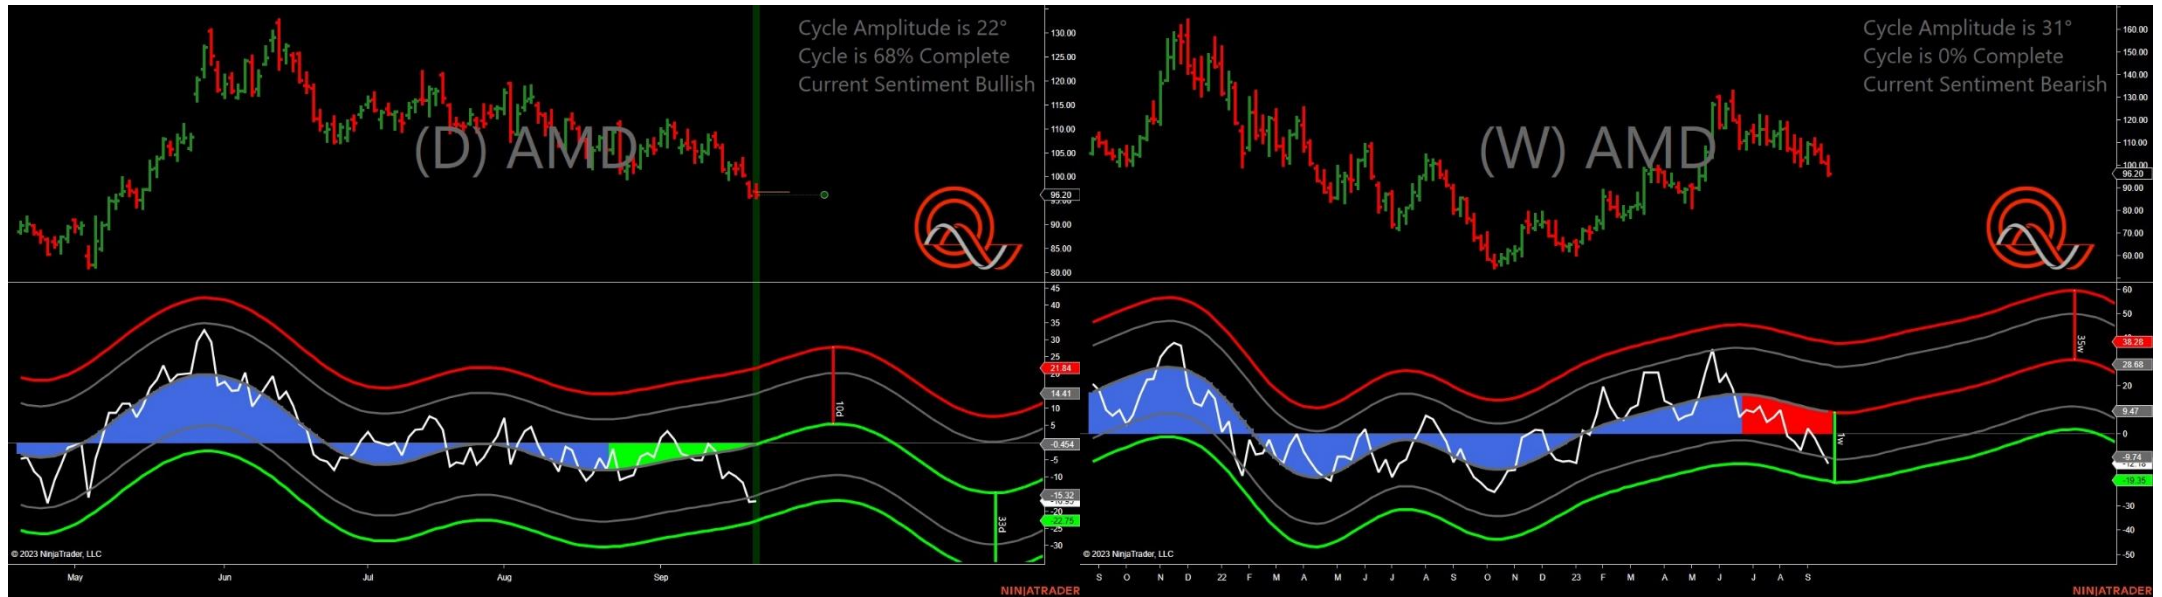 Cycle Amplitude is 22°
Cycle is 68% Complete
Current Sentiment Bullish
(D) AMD
130.00
125.00
120.00
115.00
110.00
105.00
100.00
96.20
90.00
85.00
80.00
45
40
35
30
25
21.84
14.41
10
5
-0.454
-5
-10
-15.32
-22.75
-25
-30
10d
33d
© 2023 NinjaTrader, LLC
May Jun Jul Aug Sep
NINJATRADER
Cycle Amplitude is 31°
Cycle is 0% Complete
Current Sentiment Bearish
(W) AMD
160.00
150.00
140.00
130.00
120.00
110.00
100.00
96.20
90.00
80.00
70.00
60.00
60
50
38.28
28.68
20
9.47
0
-9.74
-19.35
-30
-40
-50
35w
1w
© 2023 NinjaTrader, LLC
S O N D 22 F M A M J J A S O N D 23 F M A M J J A S
NINJATRADER